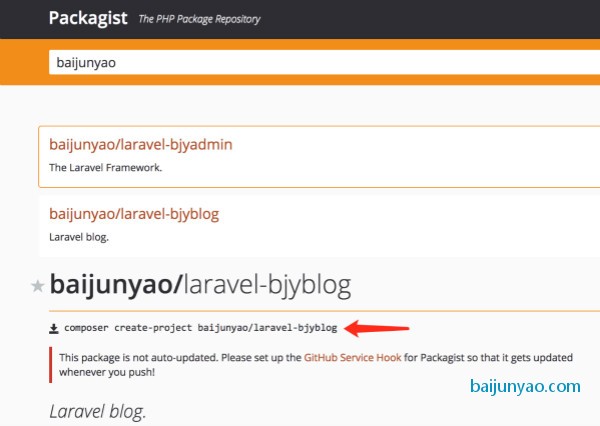 Packagist The PHP Package Repository
baijunyao
baijunyao/laravel-bjyadmin
The Laravel Framework.
baijunyao/laravel-bjyblog
Laravel blog.
baijunyao/laravel-bjyblog
composer create-project baijunyao/laravel-bjyblog
This package is not auto-updated. Please set up the GitHub Service Hook for Packagist so that it gets updated
whenever you push!
baijunyao.com
Laravel blog.